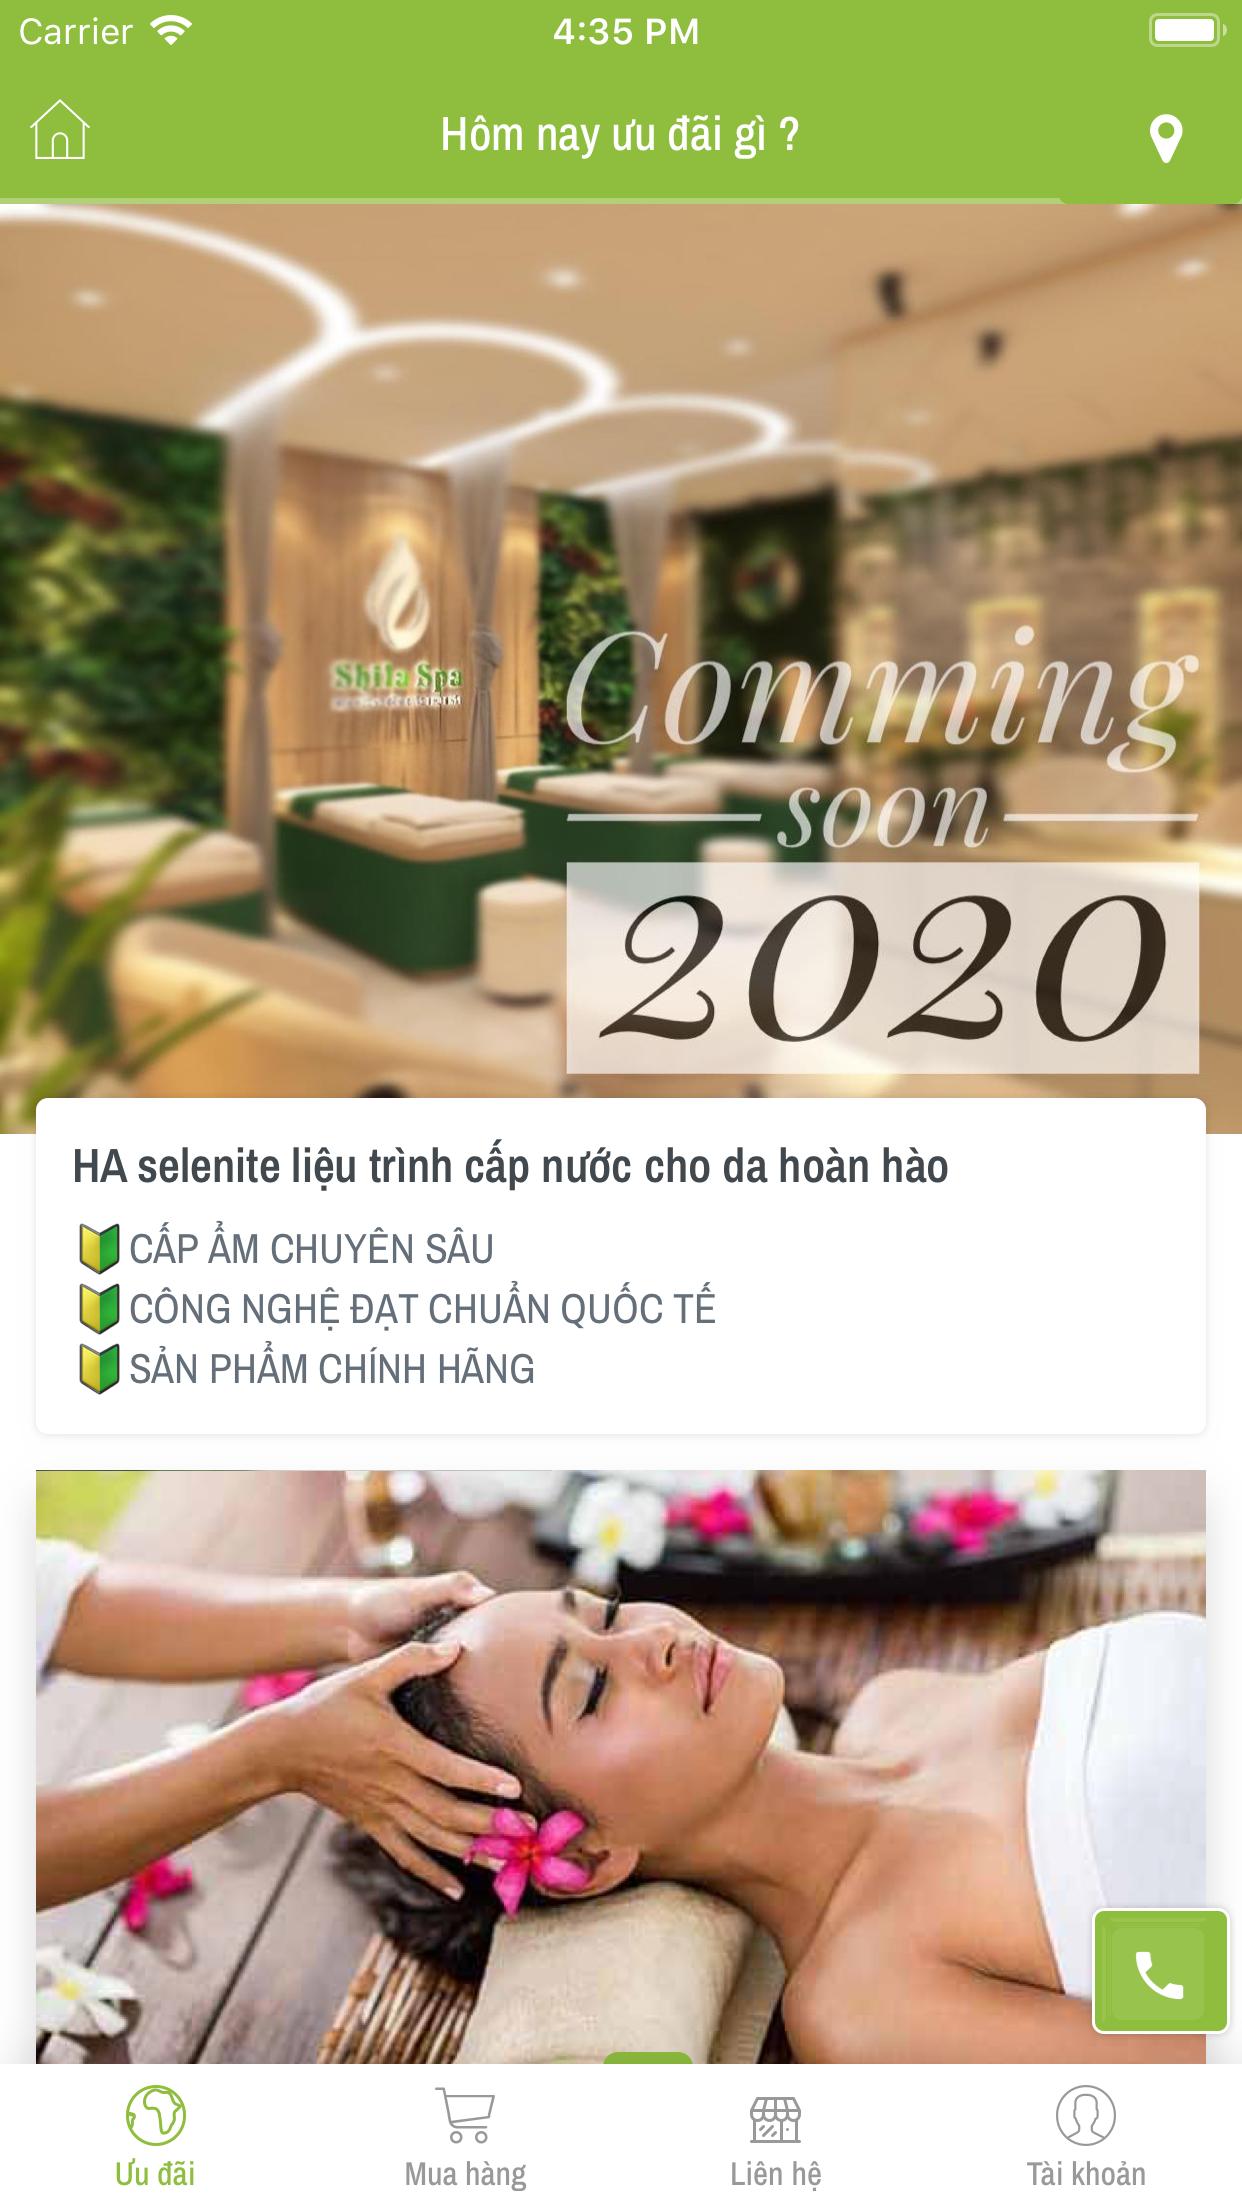 Carrier
4:35 PM
Hôm nay ưu đãi gì ?
Shila Spa
Comming
soon
2020
HA selenite liệu trình cấp nước cho da hoàn hào
CẤP ẨM CHUYÊN SÂU
CÔNG NGHỆ ĐẠT CHUẨN QUỐC TẾ
SẢN PHẨM CHÍNH HÃNG
Ưu đãi
Mua hàng
Liên hệ
Tài khoản